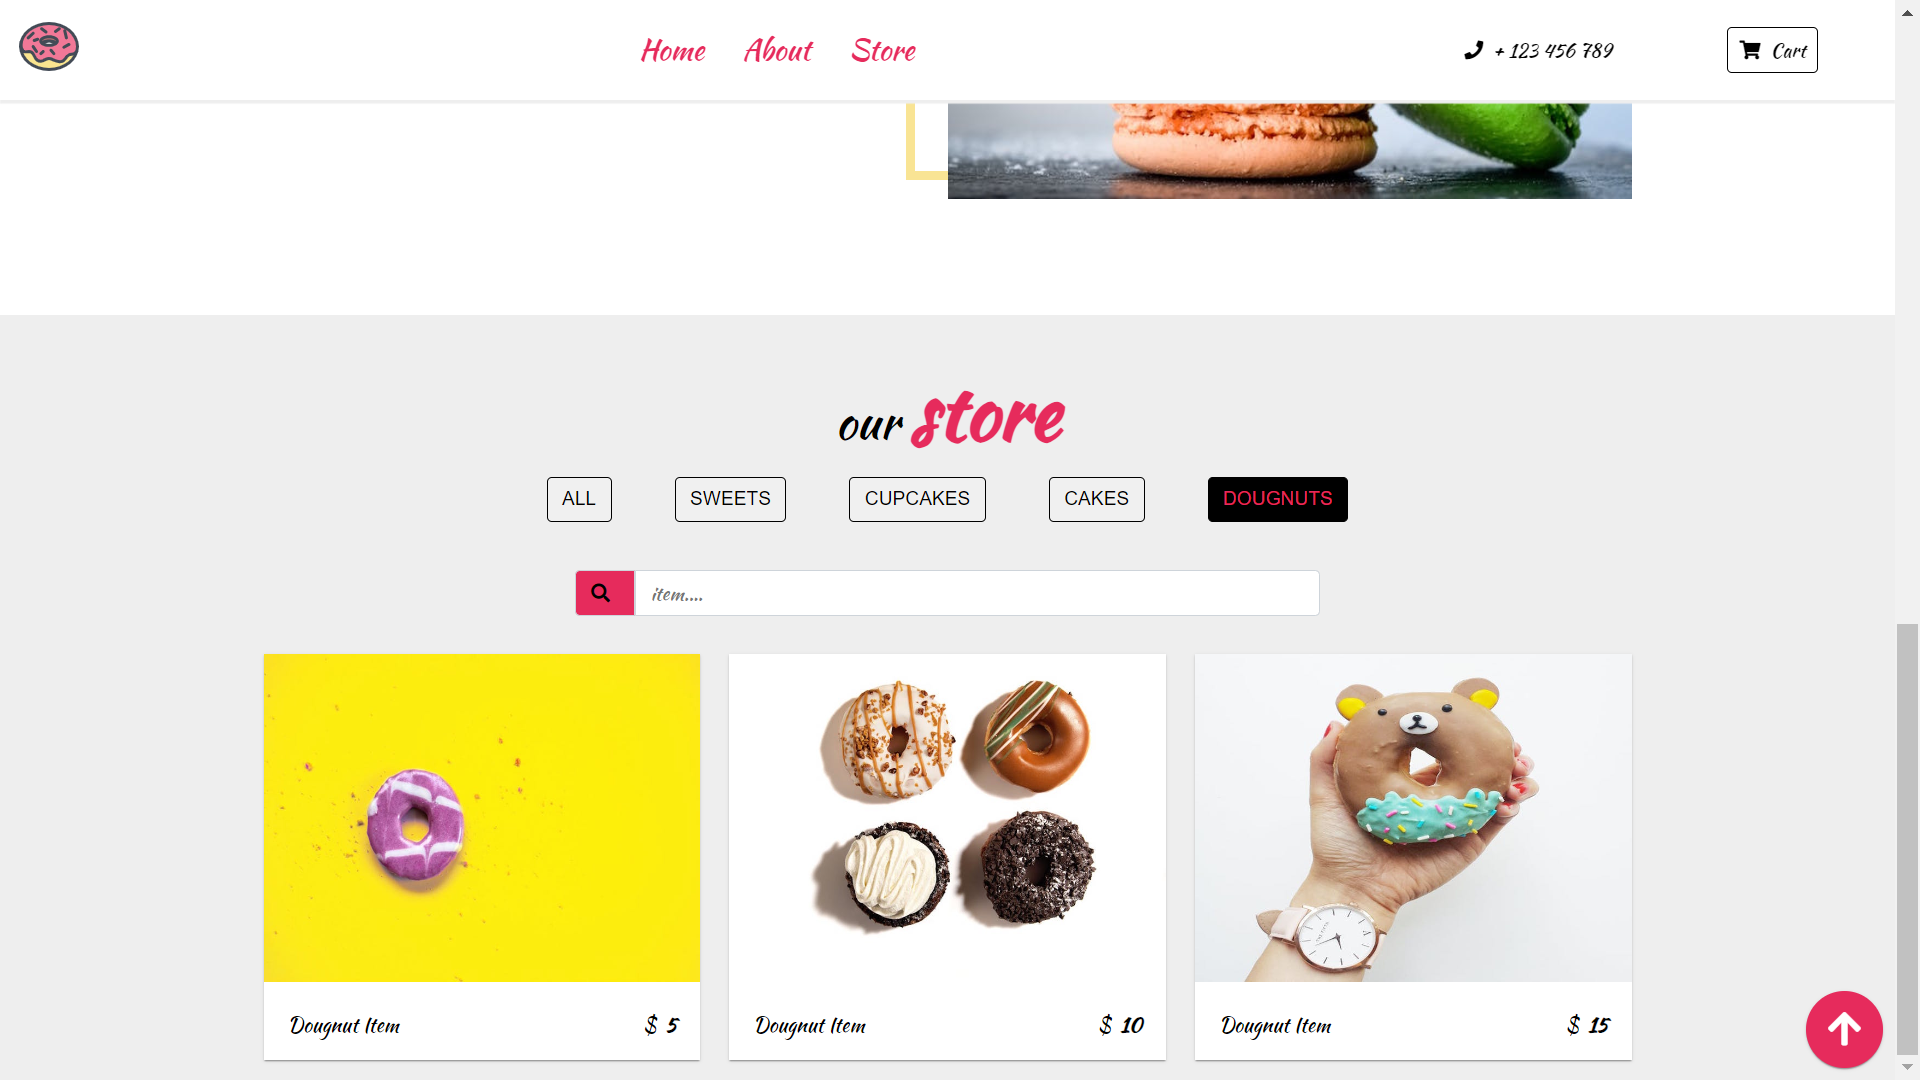 Home About Store + 123 456 789 Cart
our store
ALL SWEETS CUPCAKES CAKES DOUGNUTS
item....
Dougnut Item $ 5
Dougnut Item $ 10
Dougnut Item $ 15